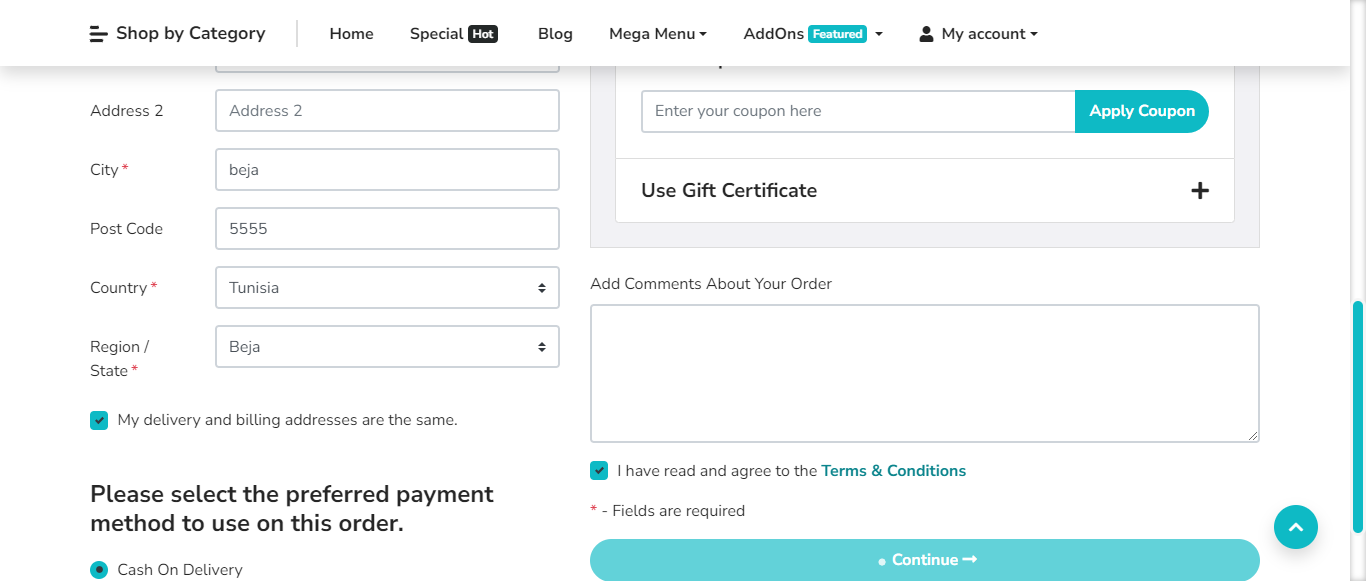 Shop by Category
Home
Special Hot
Blog
Mega Menu
AddOns Featured
My account
Address 2
Address 2
City *
beja
Post Code
5555
Country *
Tunisia
Region /
State *
Beja
My delivery and billing addresses are the same.
Please select the preferred payment
method to use on this order.
Cash On Delivery
Enter your coupon here
Apply Coupon
Use Gift Certificate
Add Comments About Your Order
I have read and agree to the Terms & Conditions
* - Fields are required
Continue